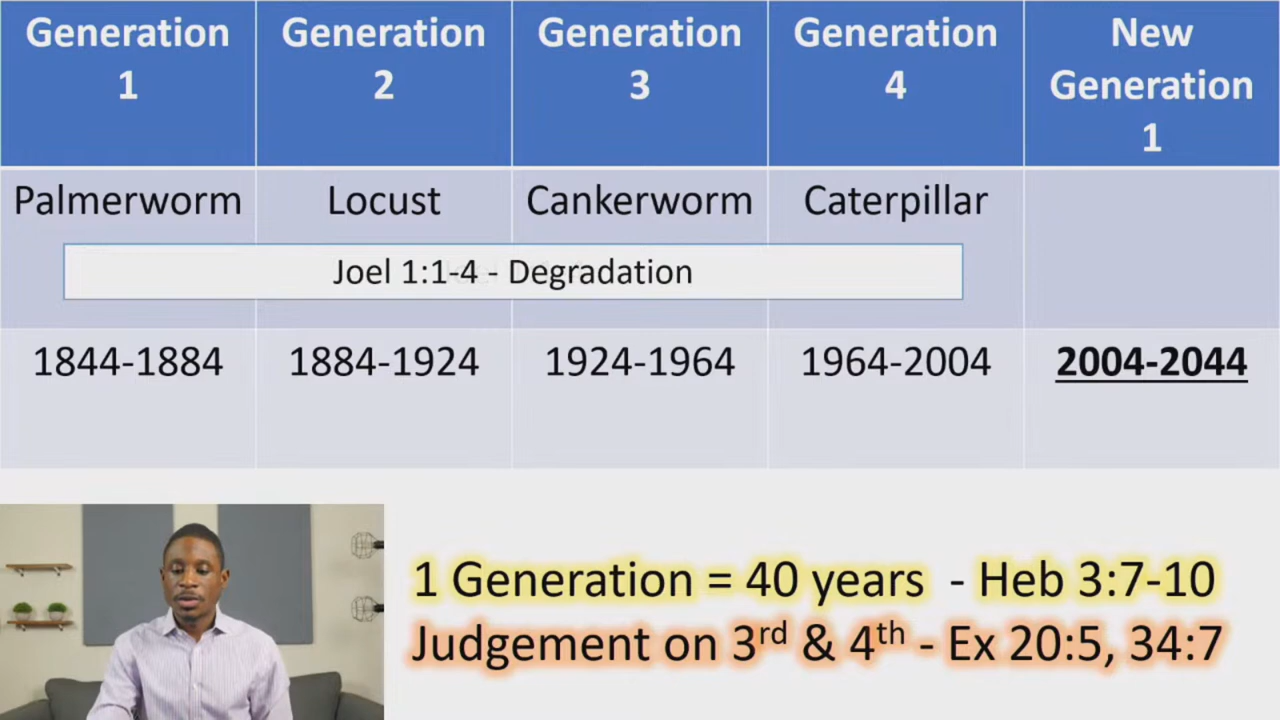 Generation Generation Generation Generation New
1 2 3 4 Generation
1
Palmerworm Locust Cankerworm Caterpillar
Joel 1:1-4 - Degradation
1844-1884 1884-1924 1924-1964 1964-2004 2004-2044
1 Generation = 40 years - Heb 3:7-10
Judgement on 3rd & 4th - Ex 20:5, 34:7